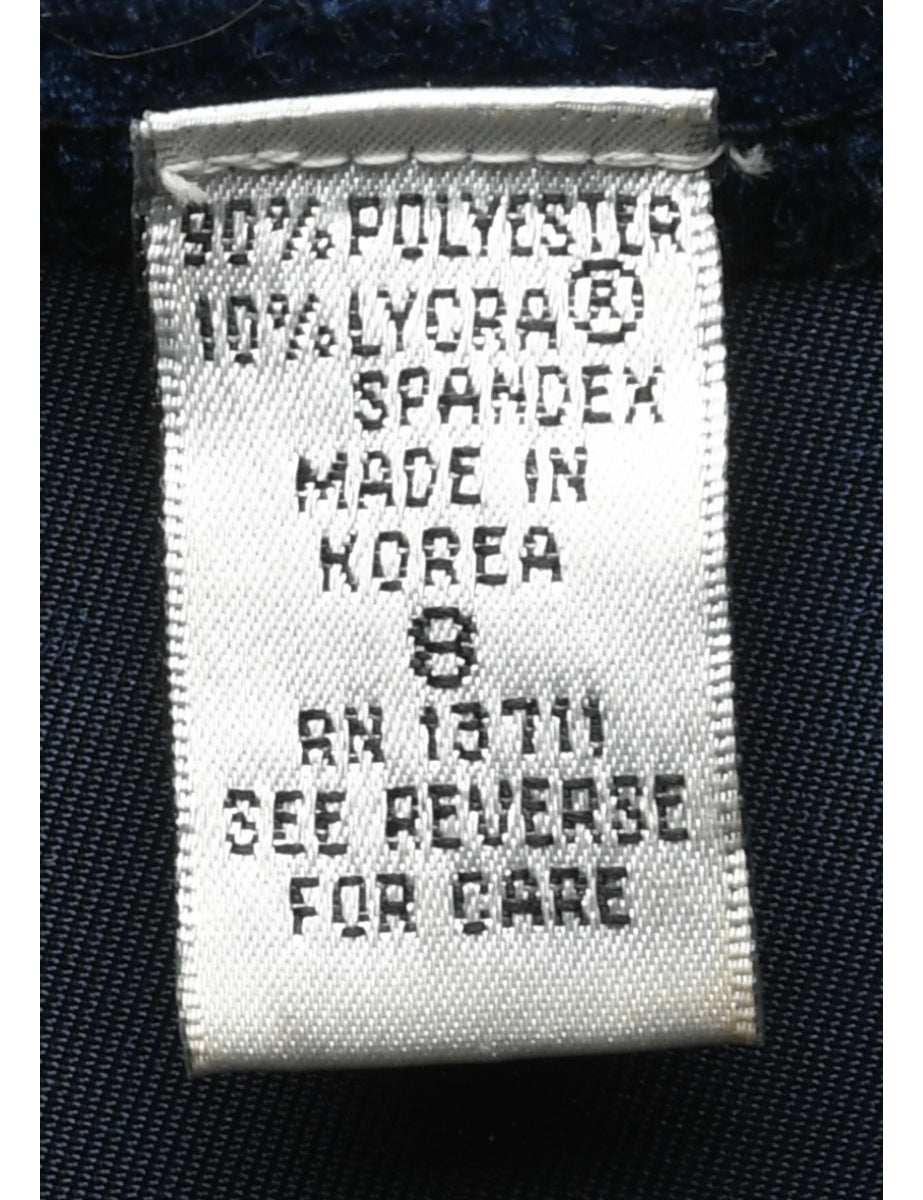 90% POLYESTER
10% LYCRA®
SPANDEX
MADE IN
KOREA
8
RN 13711
SEE REVERSE
FOR CARE